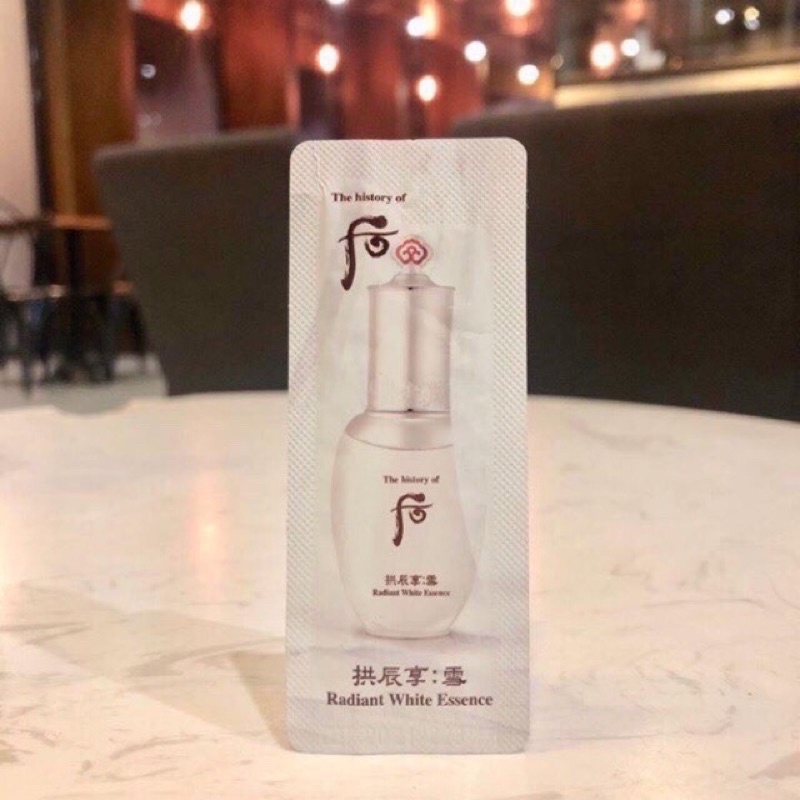 The history of
后
The history of
后
拱辰享:雪
Radiant White Essence
拱辰享:雪
Radiant White Essence